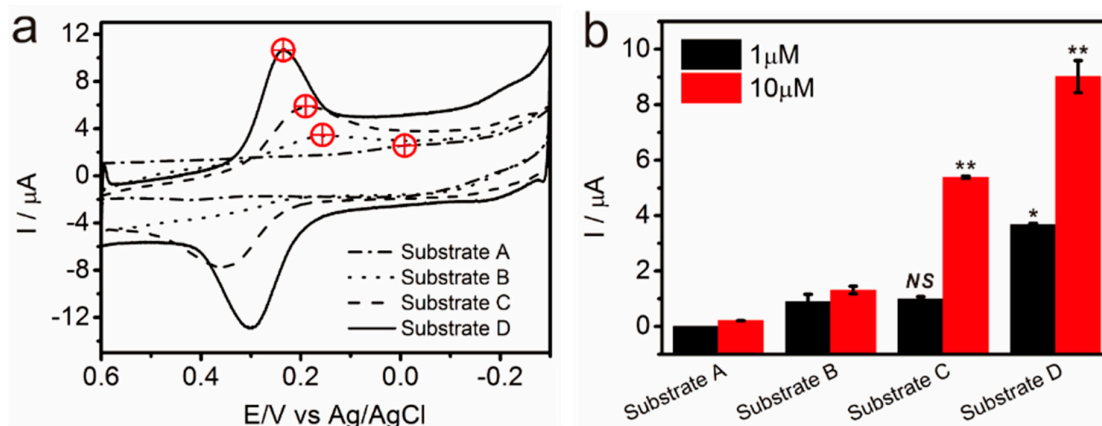 a
12
8
4
0
-4
-8
-12
I / μA
0.6
0.4
0.2
0.0
-0.2
E/V vs Ag/AgCl
Substrate A
Substrate B
Substrate C
Substrate D
b
10
8
6
4
2
0
I / μA
1μM
10μM
NS
**
*
**
Substrate A
Substrate B
Substrate C
Substrate D